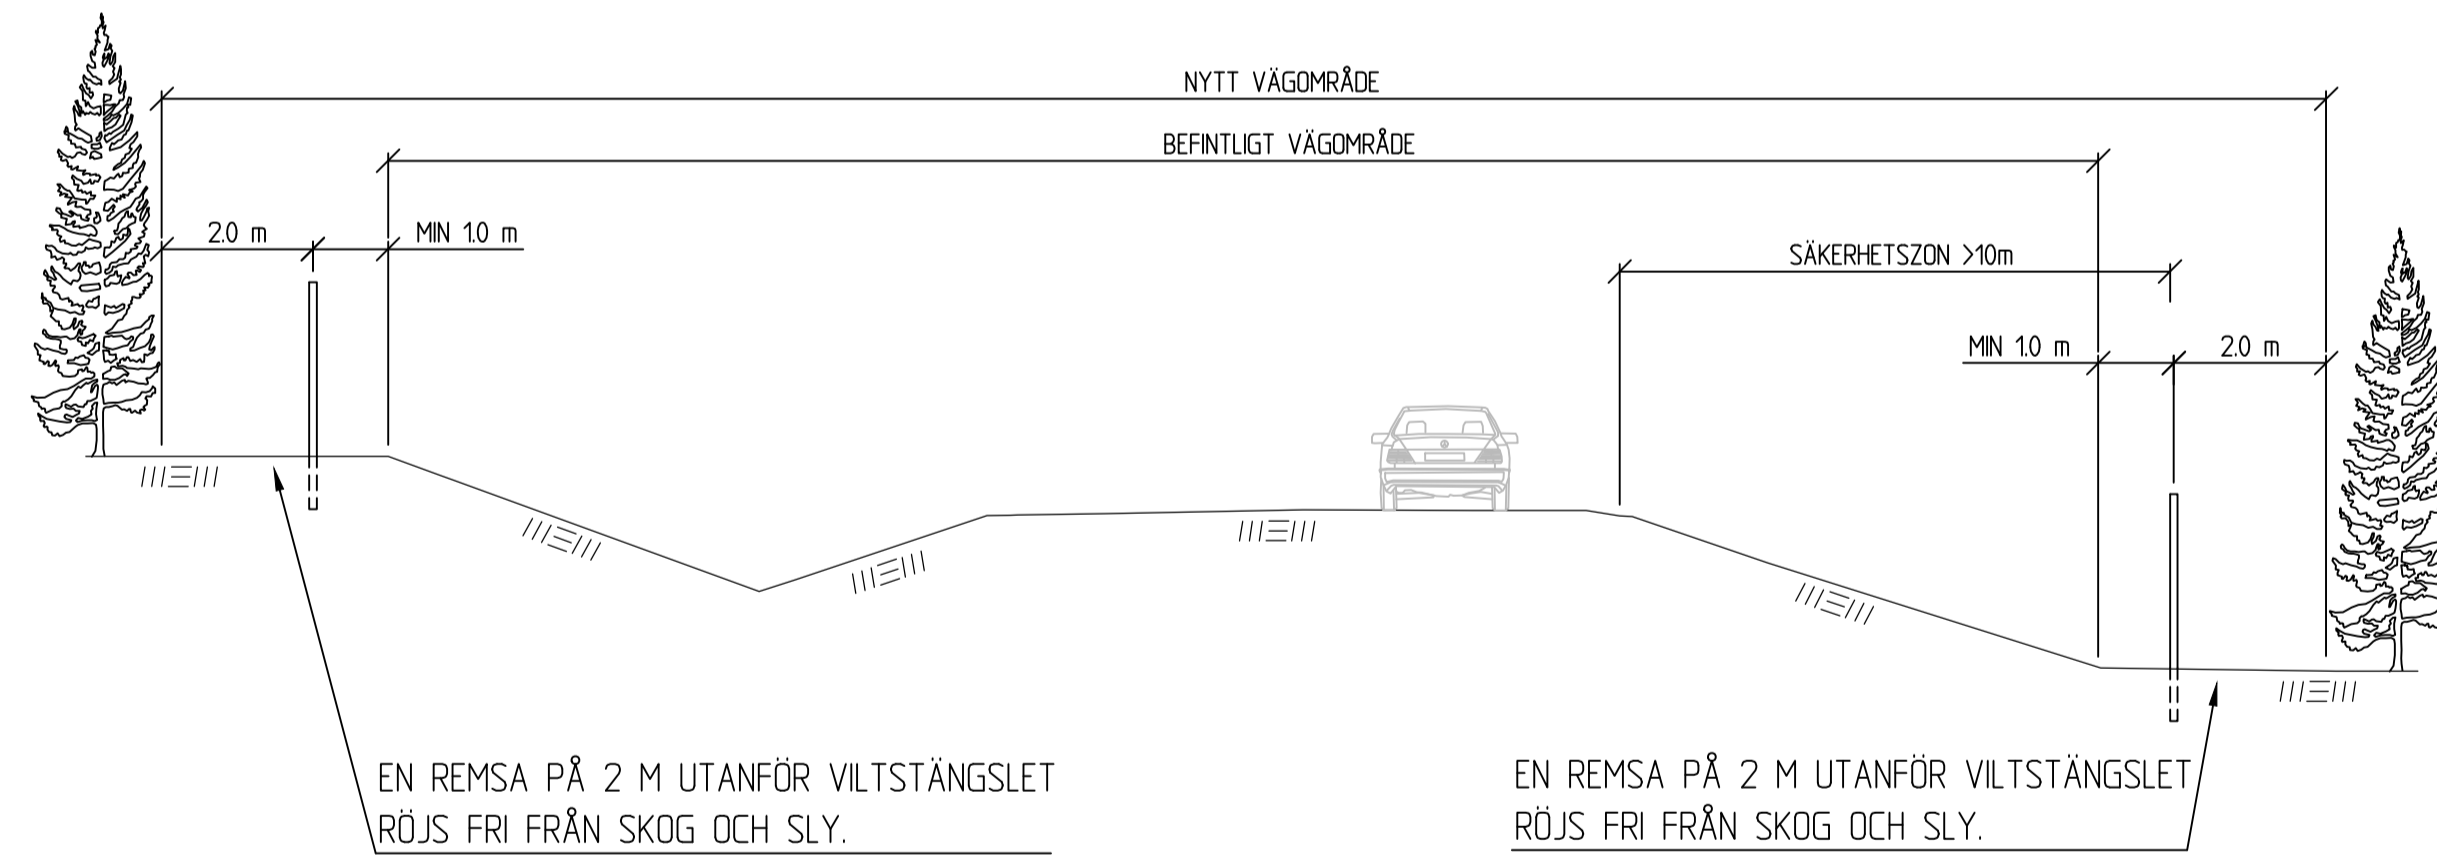 NYTT VÄGOMRÅDE
BEFINTLIGT VÄGOMRÅDE
2.0 m
MIN 1.0 m
SÄKERHETSZON >10m
MIN 1.0 m
2.0 m
EN REMSA PÅ 2 M UTANFÖR VILTSTÄNGSLET
RÖJS FRI FRÅN SKOG OCH SLY.
EN REMSA PÅ 2 M UTANFÖR VILTSTÄNGSLET
RÖJS FRI FRÅN SKOG OCH SLY.